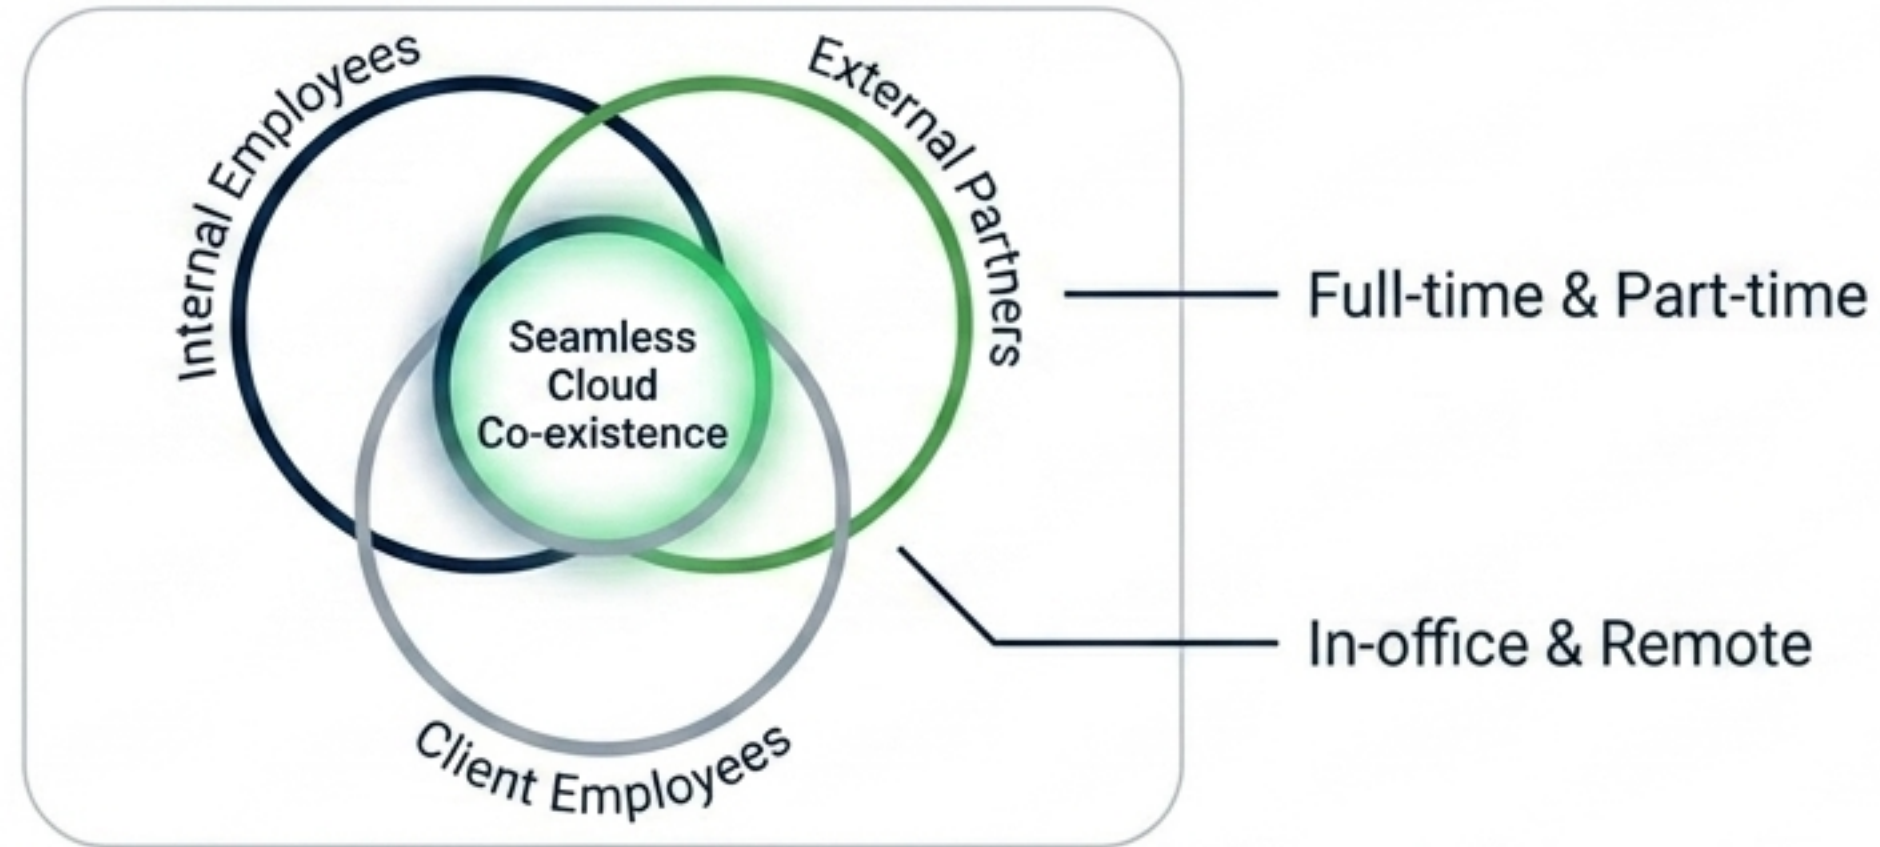 Internal Employees
External Partners
Seamless
Cloud
Co-existence
Full-time & Part-time
In-office & Remote
Client Employees